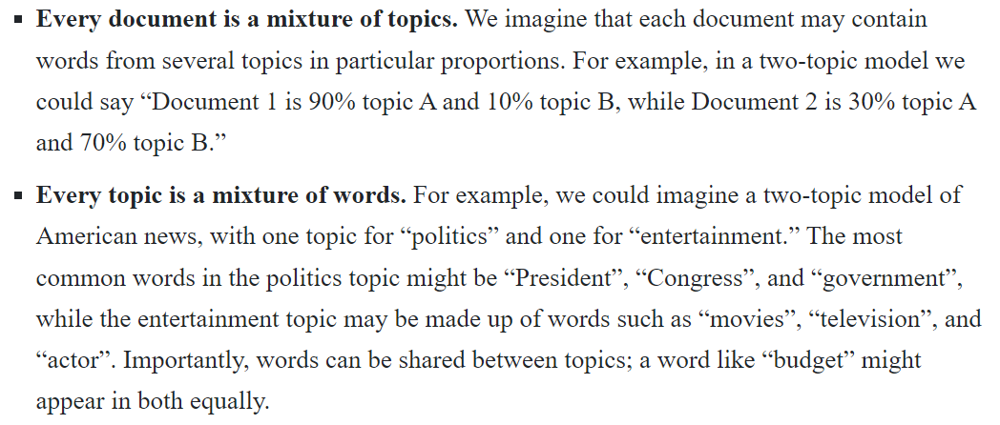 ▪ Every document is a mixture of topics. We imagine that each document may contain
words from several topics in particular proportions. For example, in a two-topic model we
could say “Document 1 is 90% topic A and 10% topic B, while Document 2 is 30% topic A
and 70% topic B.”
▪ Every topic is a mixture of words. For example, we could imagine a two-topic model of
American news, with one topic for “politics” and one for “entertainment.” The most
common words in the politics topic might be “President”, “Congress”, and “government”,
while the entertainment topic may be made up of words such as “movies”, “television”, and
“actor”. Importantly, words can be shared between topics; a word like “budget” might
appear in both equally.